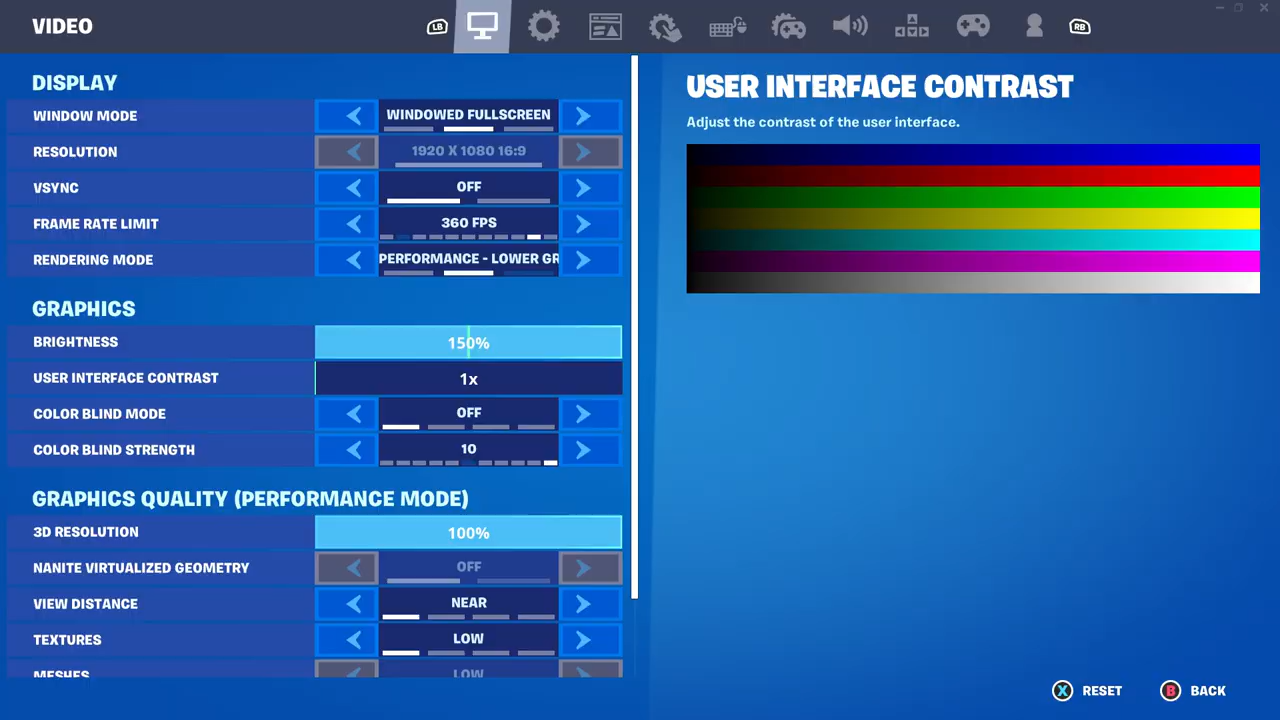 VIDEO
LB
RB
DISPLAY
WINDOW MODE
WINDOWED FULLSCREEN
RESOLUTION
1920 X 1080 16:9
VSYNC
OFF
FRAME RATE LIMIT
360 FPS
RENDERING MODE
PERFORMANCE - LOWER GR
GRAPHICS
BRIGHTNESS
150%
USER INTERFACE CONTRAST
1x
COLOR BLIND MODE
OFF
COLOR BLIND STRENGTH
10
GRAPHICS QUALITY (PERFORMANCE MODE)
3D RESOLUTION
100%
NANITE VIRTUALIZED GEOMETRY
OFF
VIEW DISTANCE
NEAR
TEXTURES
LOW
MESHES
LOW
USER INTERFACE CONTRAST
Adjust the contrast of the user interface.
X RESET
B BACK